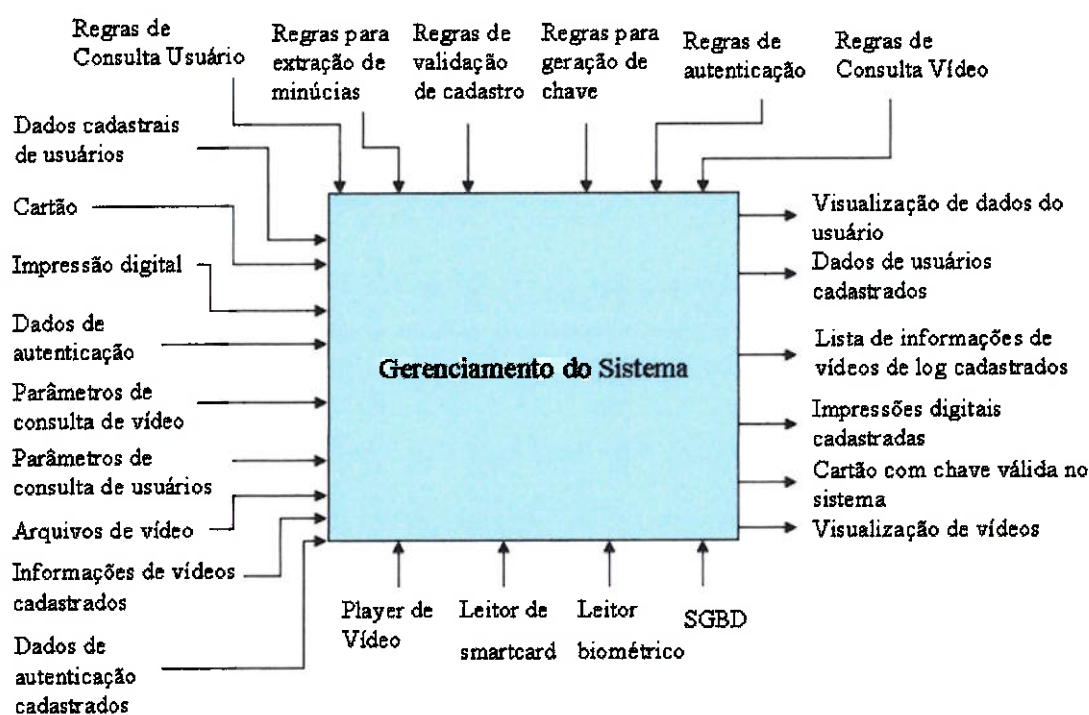 Regras de
Consulta Usuário
Regras para
extração de
minúcias
Regras de
validação
de cadastro
Regras para
geração de
chave
Regras de
autenticação
Regras de
Consulta Vídeo
Dados cadastrais
de usuários
Cartão
Impressão digital
Dados de
autenticação
Parâmetros de
consulta de vídeo
Parâmetros de
consulta de usuários
Arquivos de vídeo
Informações de vídeos
cadastrados
Dados de
autenticação
cadastrados
Gerenciamento do Sistema
Visualização de dados do
usuário
Dados de usuários
cadastrados
Lista de informações de
vídeos de log cadastrados
Impressões digitais
cadastradas
Cartão com chave válida no
sistema
Visualização de vídeos
Player de
Vídeo
Leitor de
smartcard
Leitor
biométrico
SGBD